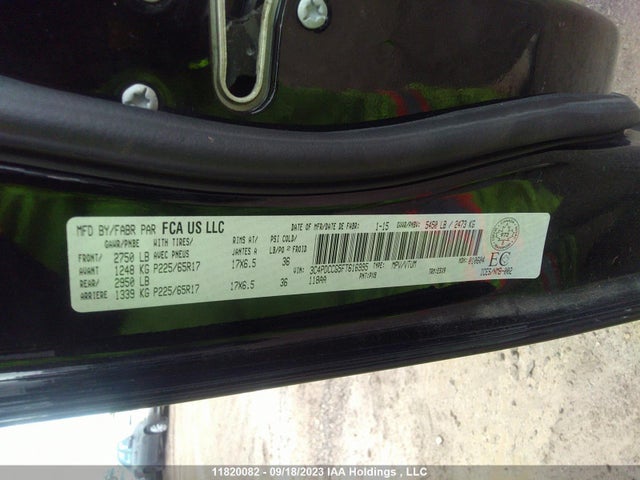 MFD BY/FABR PAR FCA US LLC DATE OF MFR/DATE DE FABR: 1-15 GVWR/PNBV: 5450 LB / 2473 KG
GAWR/PNBE WITH TIRES/ RIMS AT/ PSI COLD/
FRONT/ 2750 LB AVEC PNEUS JANTES A LB/PO FROID
AVANT 1248 KG P225/65R17 17X6.5 36
REAR/ 2950 LB
ARRIERE 1339 KG P225/65R17 17X6.5 36
VIN: TYPE: MPV/VTUM
EC
11820082 - 09/18/2023 IAA Holdings , LLC